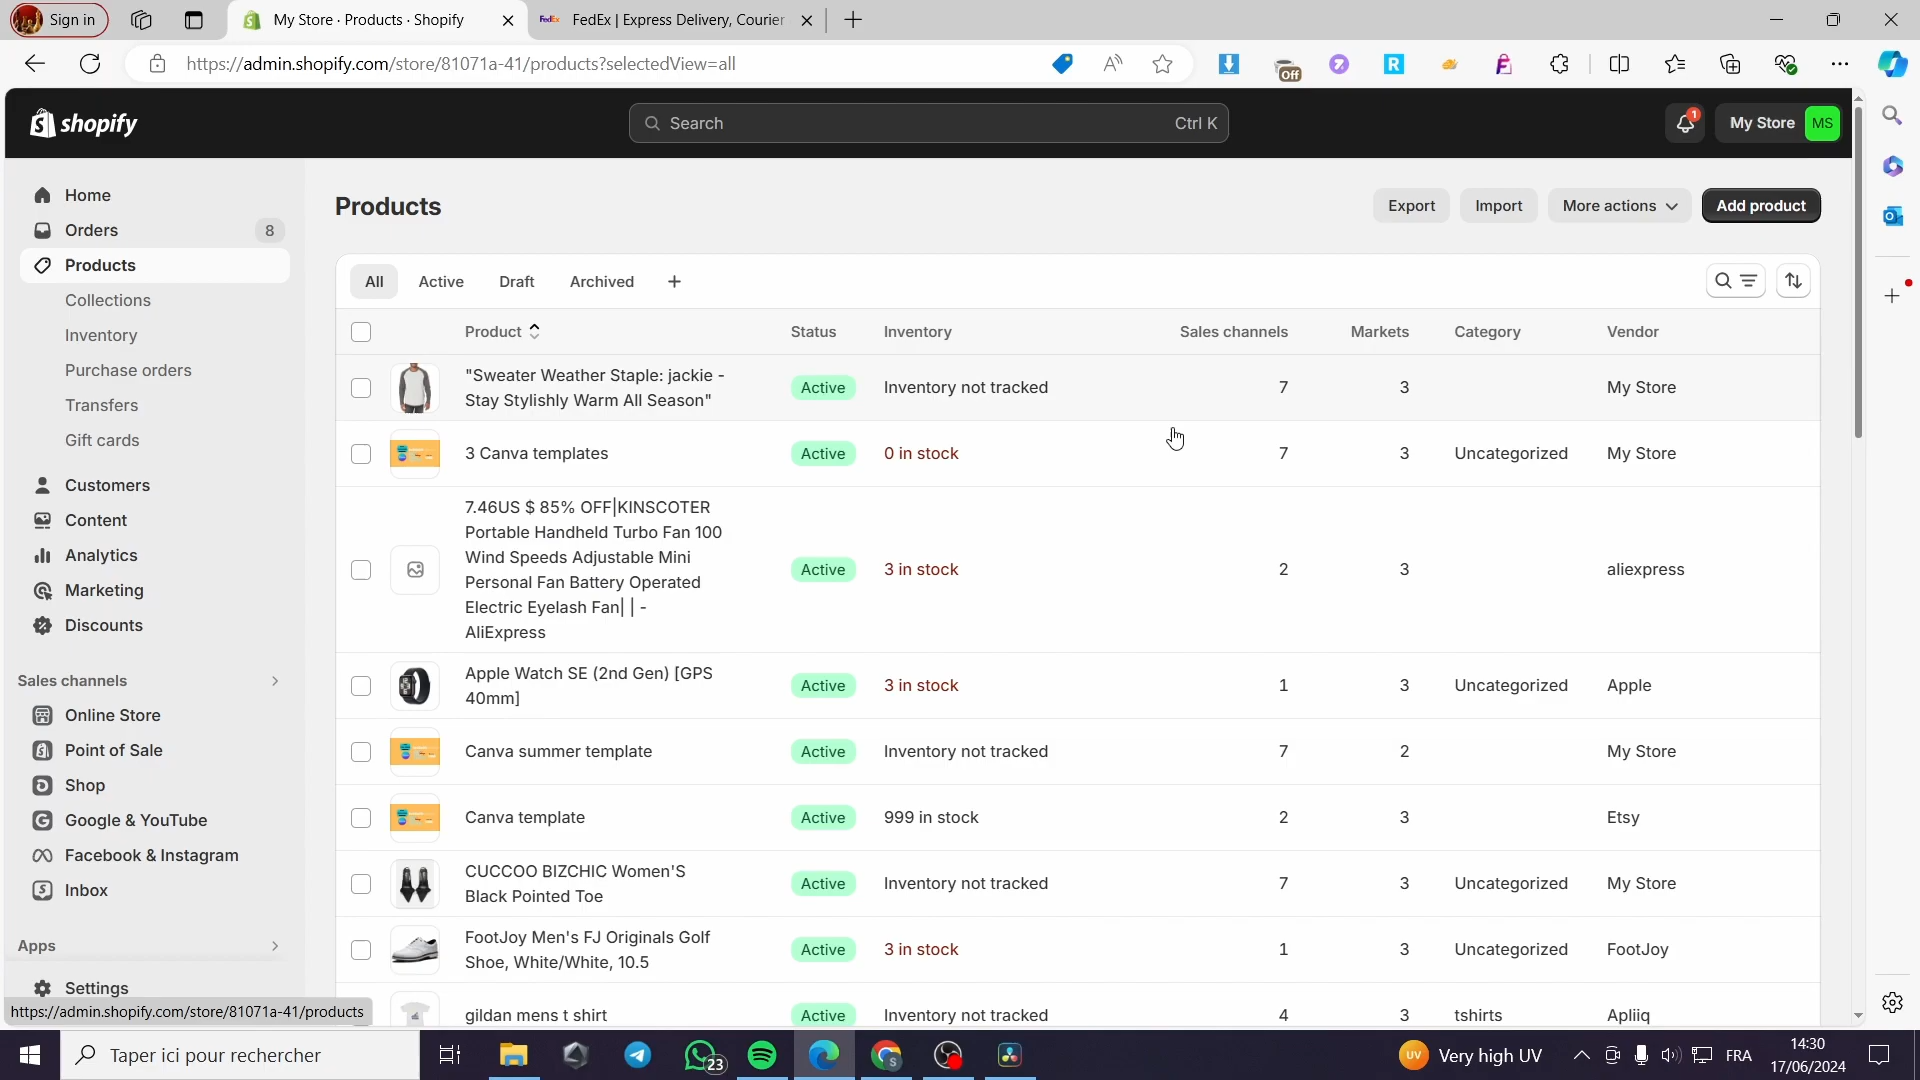 Sign in
My Store · Products · Shopify
FedEx
FedEx | Express Delivery, Courier
https://admin.shopify.com/store/81071a-41/products?selectedView=all
Off
shopify
Search
Ctrl K
1
My Store
MS
Home
Orders
8
Products
Collections
Inventory
Purchase orders
Transfers
Gift cards
Customers
Content
Analytics
Marketing
Discounts
Sales channels
Online Store
Point of Sale
Shop
Google & YouTube
Facebook & Instagram
Inbox
Apps
Settings
https://admin.shopify.com/store/81071a-41/products
Products
Export
Import
More actions
Add product
All
Active
Draft
Archived
Product
Status
Inventory
Sales channels
Markets
Category
Vendor
"Sweater Weather Staple: jackie -
Stay Stylishly Warm All Season"
Active
Inventory not tracked
7
3
My Store
3 Canva templates
Active
0 in stock
7
3
Uncategorized
My Store
7.46US $ 85% OFF|KINSCOTER
Portable Handheld Turbo Fan 100
Wind Speeds Adjustable Mini
Personal Fan Battery Operated
Electric Eyelash Fan| | -
AliExpress
Active
3 in stock
2
3
aliexpress
Apple Watch SE (2nd Gen) [GPS
40mm]
Active
3 in stock
1
3
Uncategorized
Apple
Canva summer template
Active
Inventory not tracked
7
2
My Store
Canva template
Active
999 in stock
2
3
Etsy
CUCCOO BIZCHIC Women'S
Black Pointed Toe
Active
Inventory not tracked
7
3
Uncategorized
My Store
FootJoy Men's FJ Originals Golf
Shoe, White/White, 10.5
Active
3 in stock
1
3
Uncategorized
FootJoy
gildan mens t shirt
Active
Inventory not tracked
4
3
tshirts
Apliiq
Taper ici pour rechercher
23
UV
Very high UV
FRA
14:30
17/06/2024